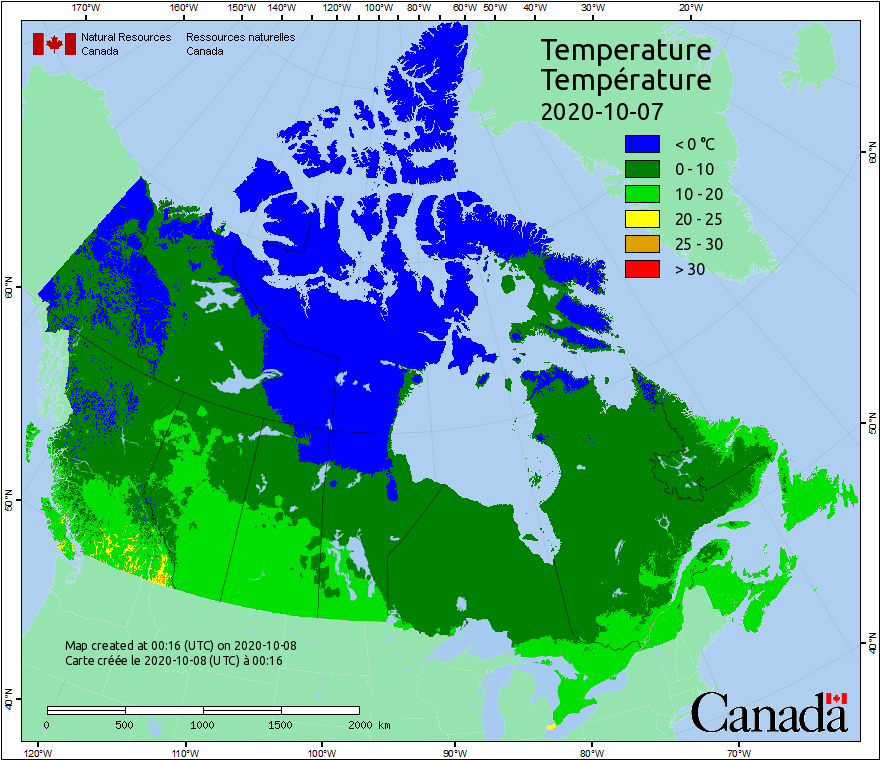 170°W 160°W 150°W 140°W 120°W 100°W 80°W 60°W 50°W 40°W 30°W 20°W
Natural Resources Ressources naturelles
Canada Canada
Temperature
Température
2020-10-07
< 0 °C
0 - 10
10 - 20
20 - 25
25 - 30
> 30
60°N 60°N
50°N 50°N
40°N 40°N
Map created at 00:16 (UTC) on 2020-10-08
Carte créée le 2020-10-08 (UTC) à 00:16
0 500 1000 1500 2000 km
Canada
120°W 110°W 100°W 90°W 80°W 70°W